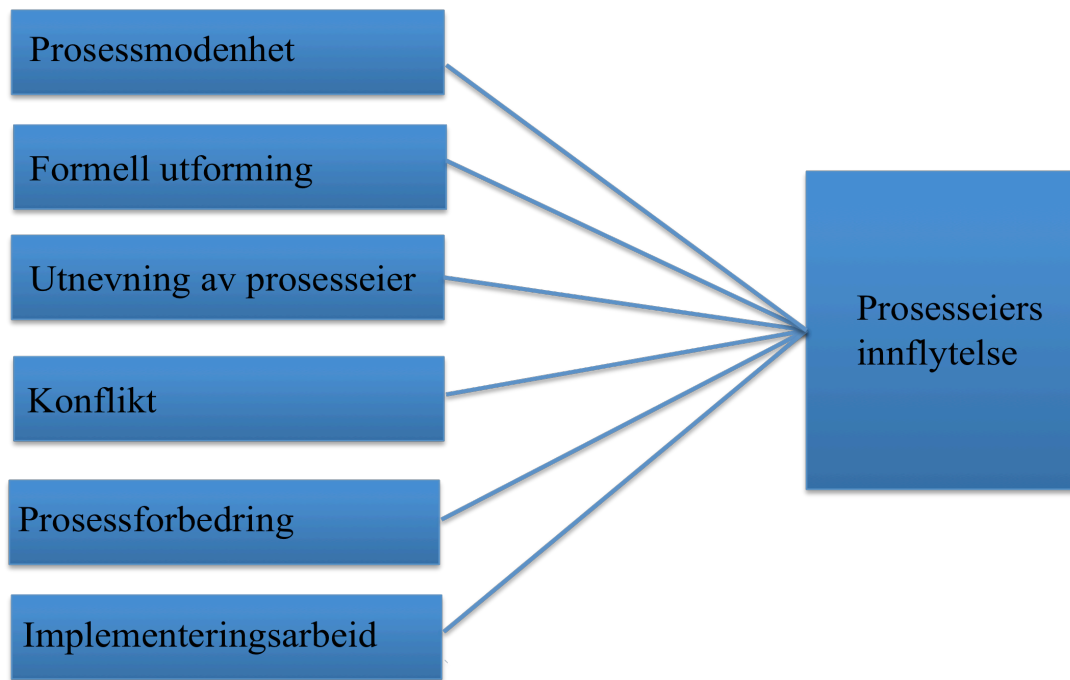 Prosessmodenhet
Formell utforming
Utnevning av prosesseier
Konflikt
Prosessforbedring
Implementeringsarbeid
Prosesseiers
innflytelse